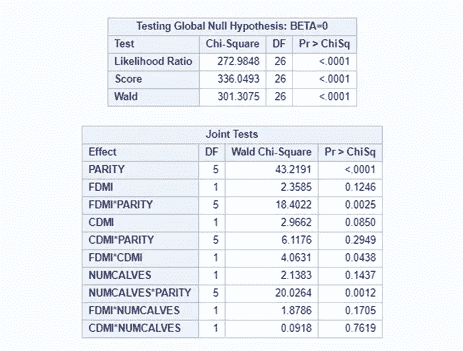 Testing Global Null Hypothesis: BETA=0
Test Chi-Square DF Pr > ChiSq
Likelihood Ratio 272.9848 26 <.0001
Score 336.0493 26 <.0001
Wald 301.3075 26 <.0001
Joint Tests
Effect DF Wald Chi-Square Pr > ChiSq
PARITY 5 43.2191 <.0001
FDMI 1 2.3585 0.1246
FDMI*PARITY 5 18.4022 0.0025
CDMI 1 2.9662 0.0850
CDMI*PARITY 5 6.1176 0.2949
FDMI*CDMI 1 4.0631 0.0438
NUMCALVES 1 2.1383 0.1437
NUMCALVES*PARITY 5 20.0264 0.0012
FDMI*NUMCALVES 1 1.8786 0.1705
CDMI*NUMCALVES 1 0.0918 0.7619